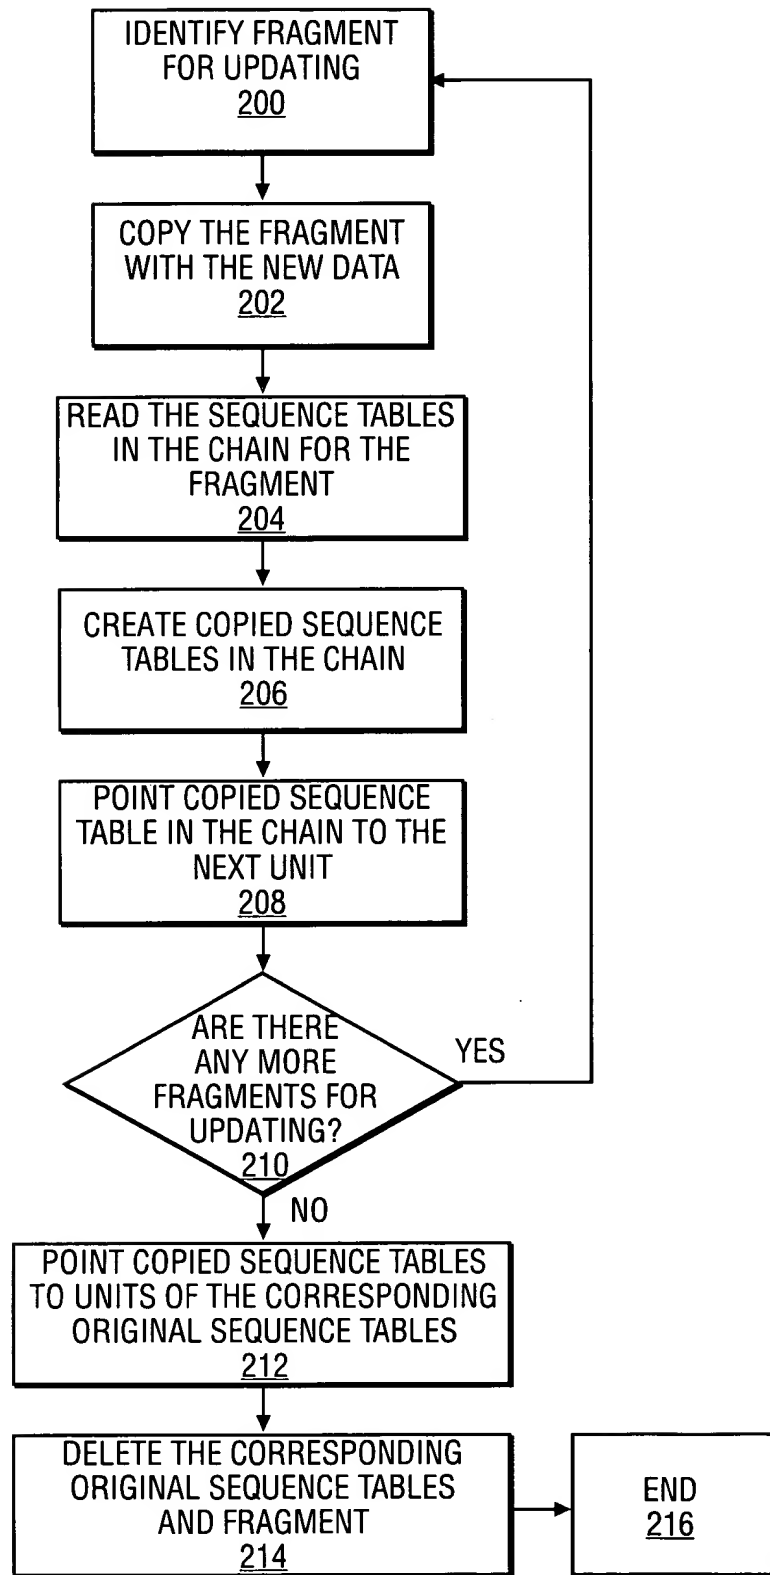 IDENTIFY FRAGMENT
FOR UPDATING
200
COPY THE FRAGMENT
WITH THE NEW DATA
202
READ THE SEQUENCE TABLES
IN THE CHAIN FOR THE
FRAGMENT
204
CREATE COPIED SEQUENCE
TABLES IN THE CHAIN
206
POINT COPIED SEQUENCE
TABLE IN THE CHAIN TO THE
NEXT UNIT
208
ARE THERE
ANY MORE
FRAGMENTS FOR
UPDATING?
210
YES
NO
POINT COPIED SEQUENCE TABLES
TO UNITS OF THE CORRESPONDING
ORIGINAL SEQUENCE TABLES
212
DELETE THE CORRESPONDING
ORIGINAL SEQUENCE TABLES
AND FRAGMENT
214
END
216